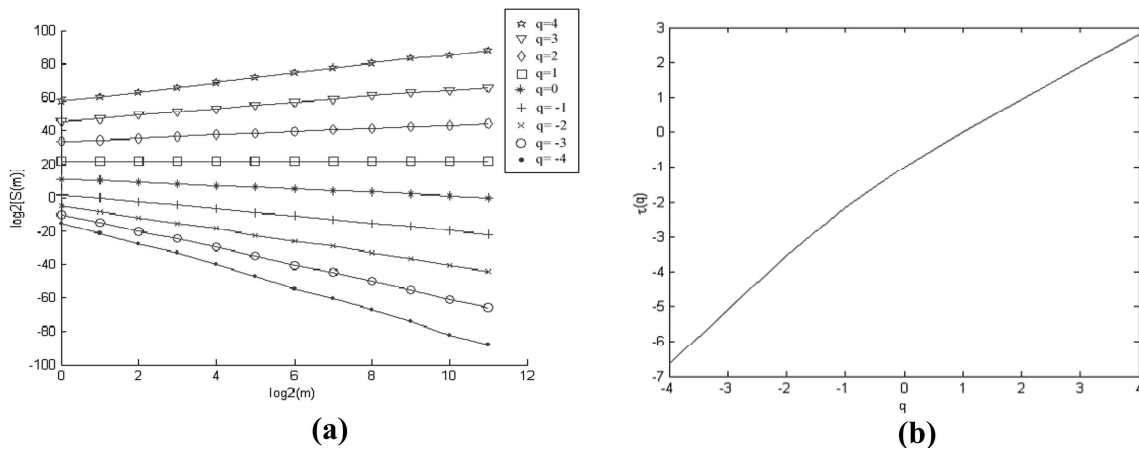 100
80
60
40
20
0
-20
-40
-60
-80
-100
log2[S(m)]
0 2 4 6 8 10 12
log2(m)
q=4
q=3
q=2
q=1
q=0
q= -1
q= -2
q= -3
q= -4
(a)
3
2
1
0
-1
-2
-3
-4
-5
-6
-7
τ(q)
-4 -3 -2 -1 0 1 2 3 4
q
(b)